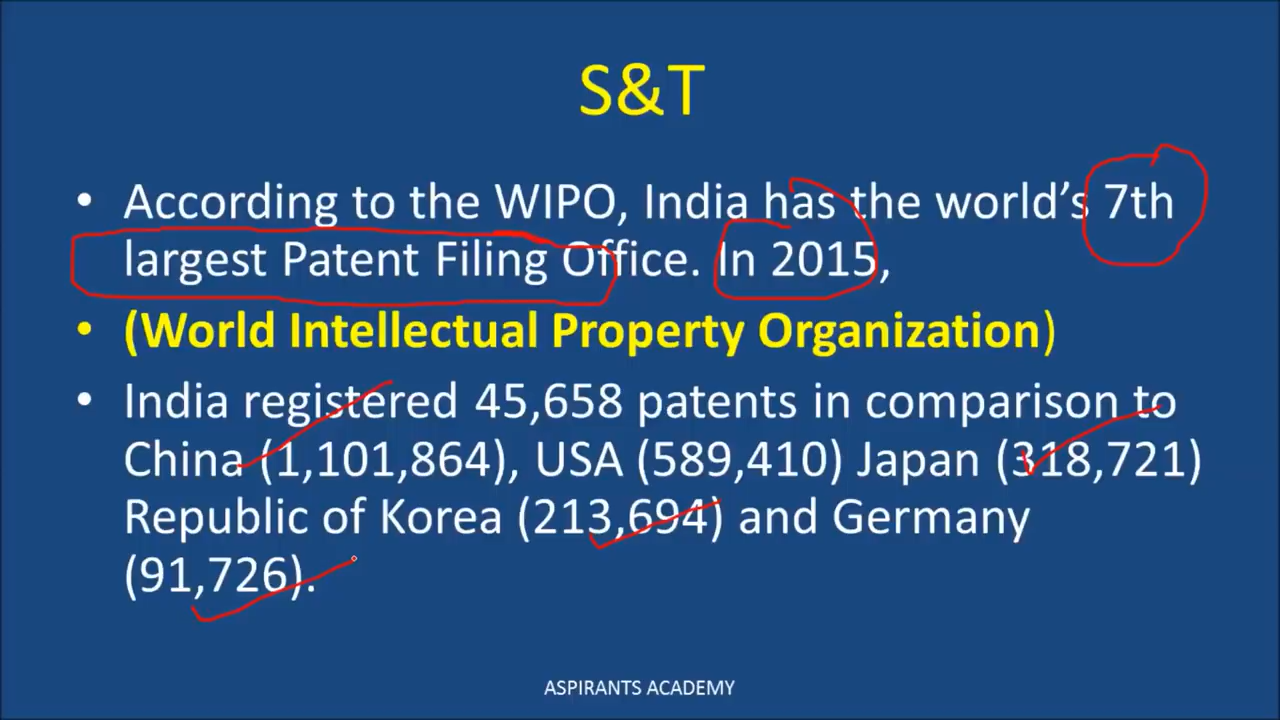 S&T
• According to the WIPO, India has the world's 7th
largest Patent Filing Office. In 2015,
• (World Intellectual Property Organization)
• India registered 45,658 patents in comparison to
China (1,101,864), USA (589,410) Japan (318,721)
Republic of Korea (213,694) and Germany
(91,726).
ASPIRANTS ACADEMY